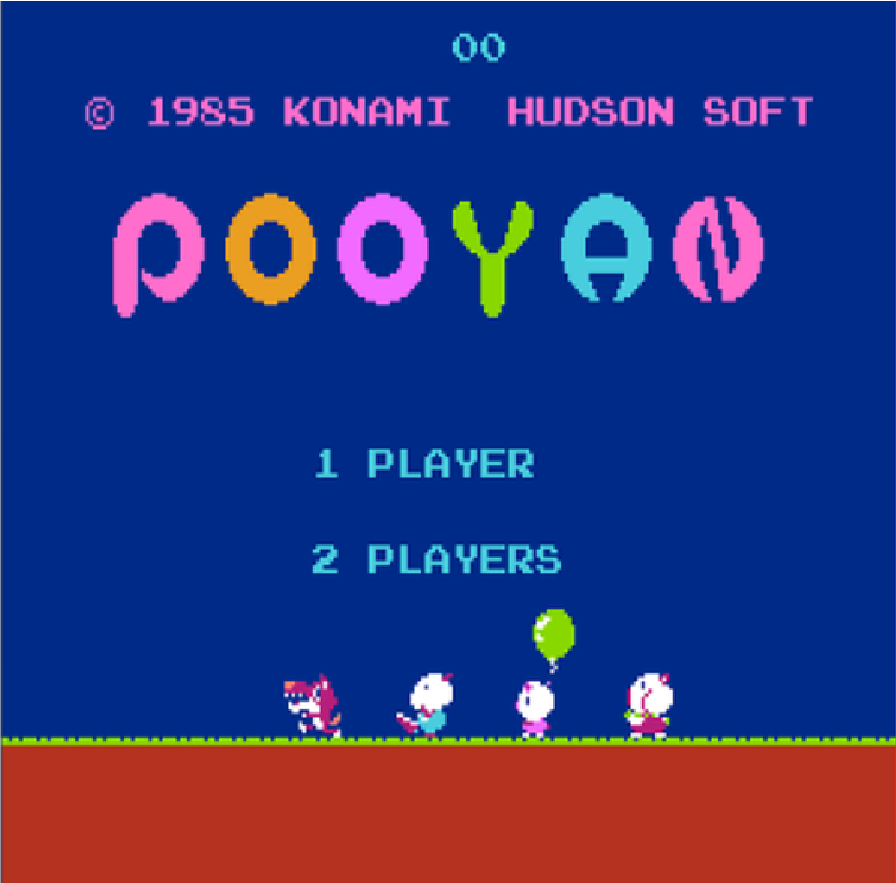 00
© 1985 KONAMI HUDSON SOFT
POOYAN
1 PLAYER
2 PLAYERS